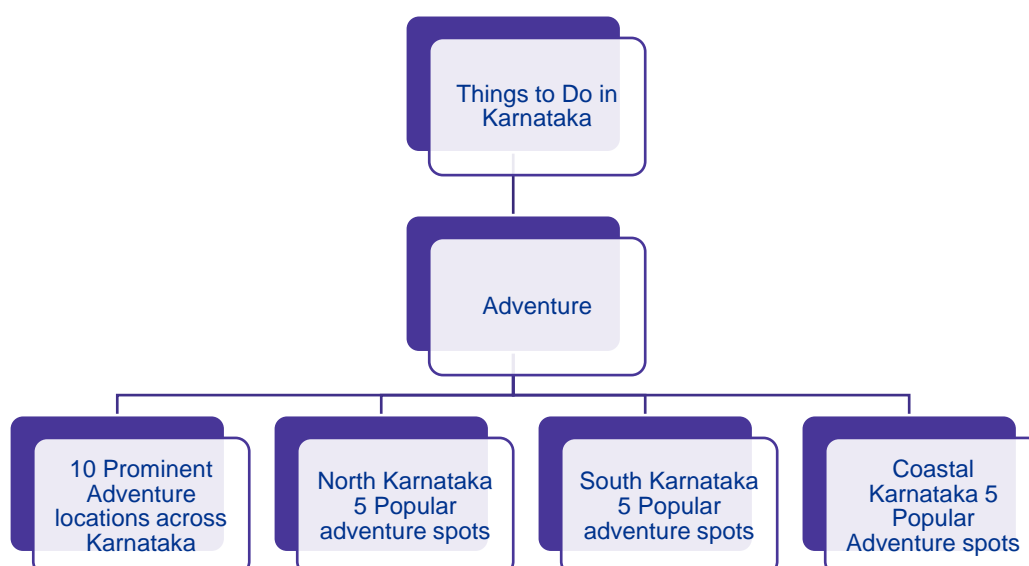 Things to Do in
Karnataka
Adventure
10 Prominent
Adventure
locations across
Karnataka
North Karnataka
5 Popular
adventure spots
South Karnataka
5 Popular
adventure spots
Coastal
Karnataka 5
Popular
Adventure spots